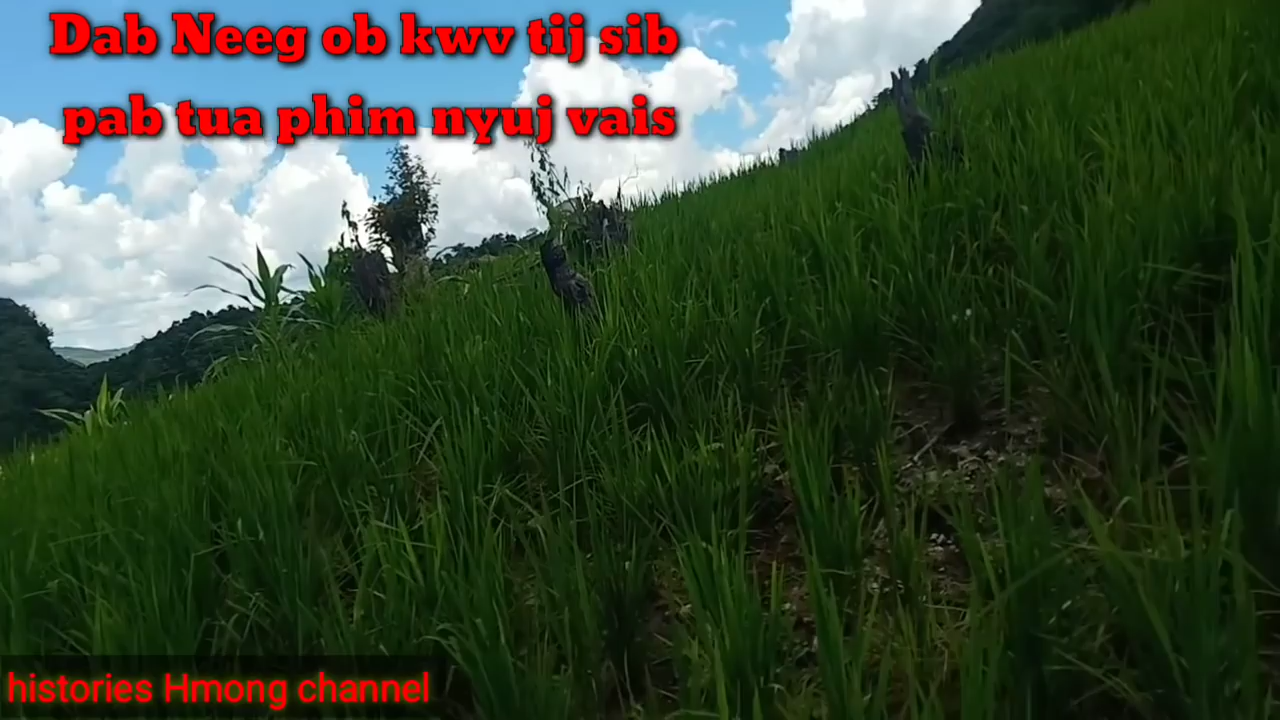 Dab Neeg ob kwv tij sib
pab tua phim nyuj vais
histories Hmong channel